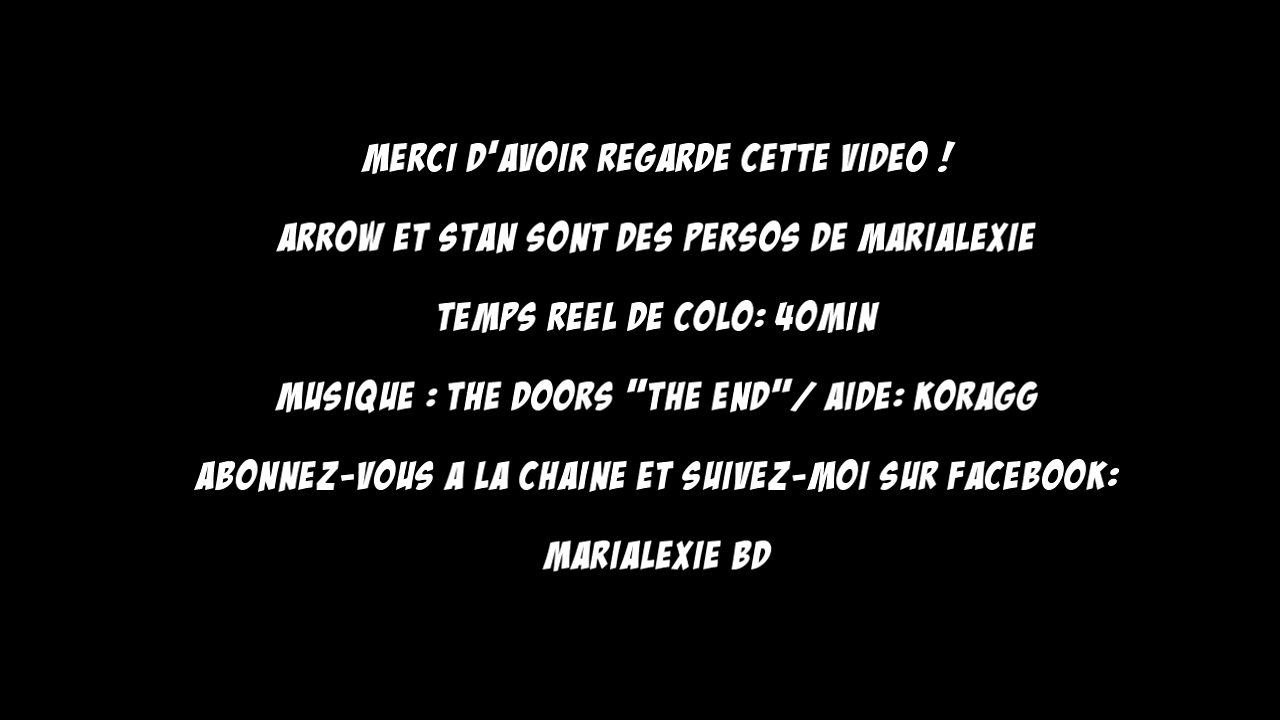 MERCI D'AVOIR REGARDE CETTE VIDEO !
ARROW ET STAN SONT DES PERSOS DE MARIALEXIE
TEMPS REEL DE COLO: 40MIN
MUSIQUE : THE DOORS "THE END"/ AIDE: KORAGG
ABONNEZ-VOUS A LA CHAINE ET SUIVEZ-MOI SUR FACEBOOK:
MARIALEXIE BD